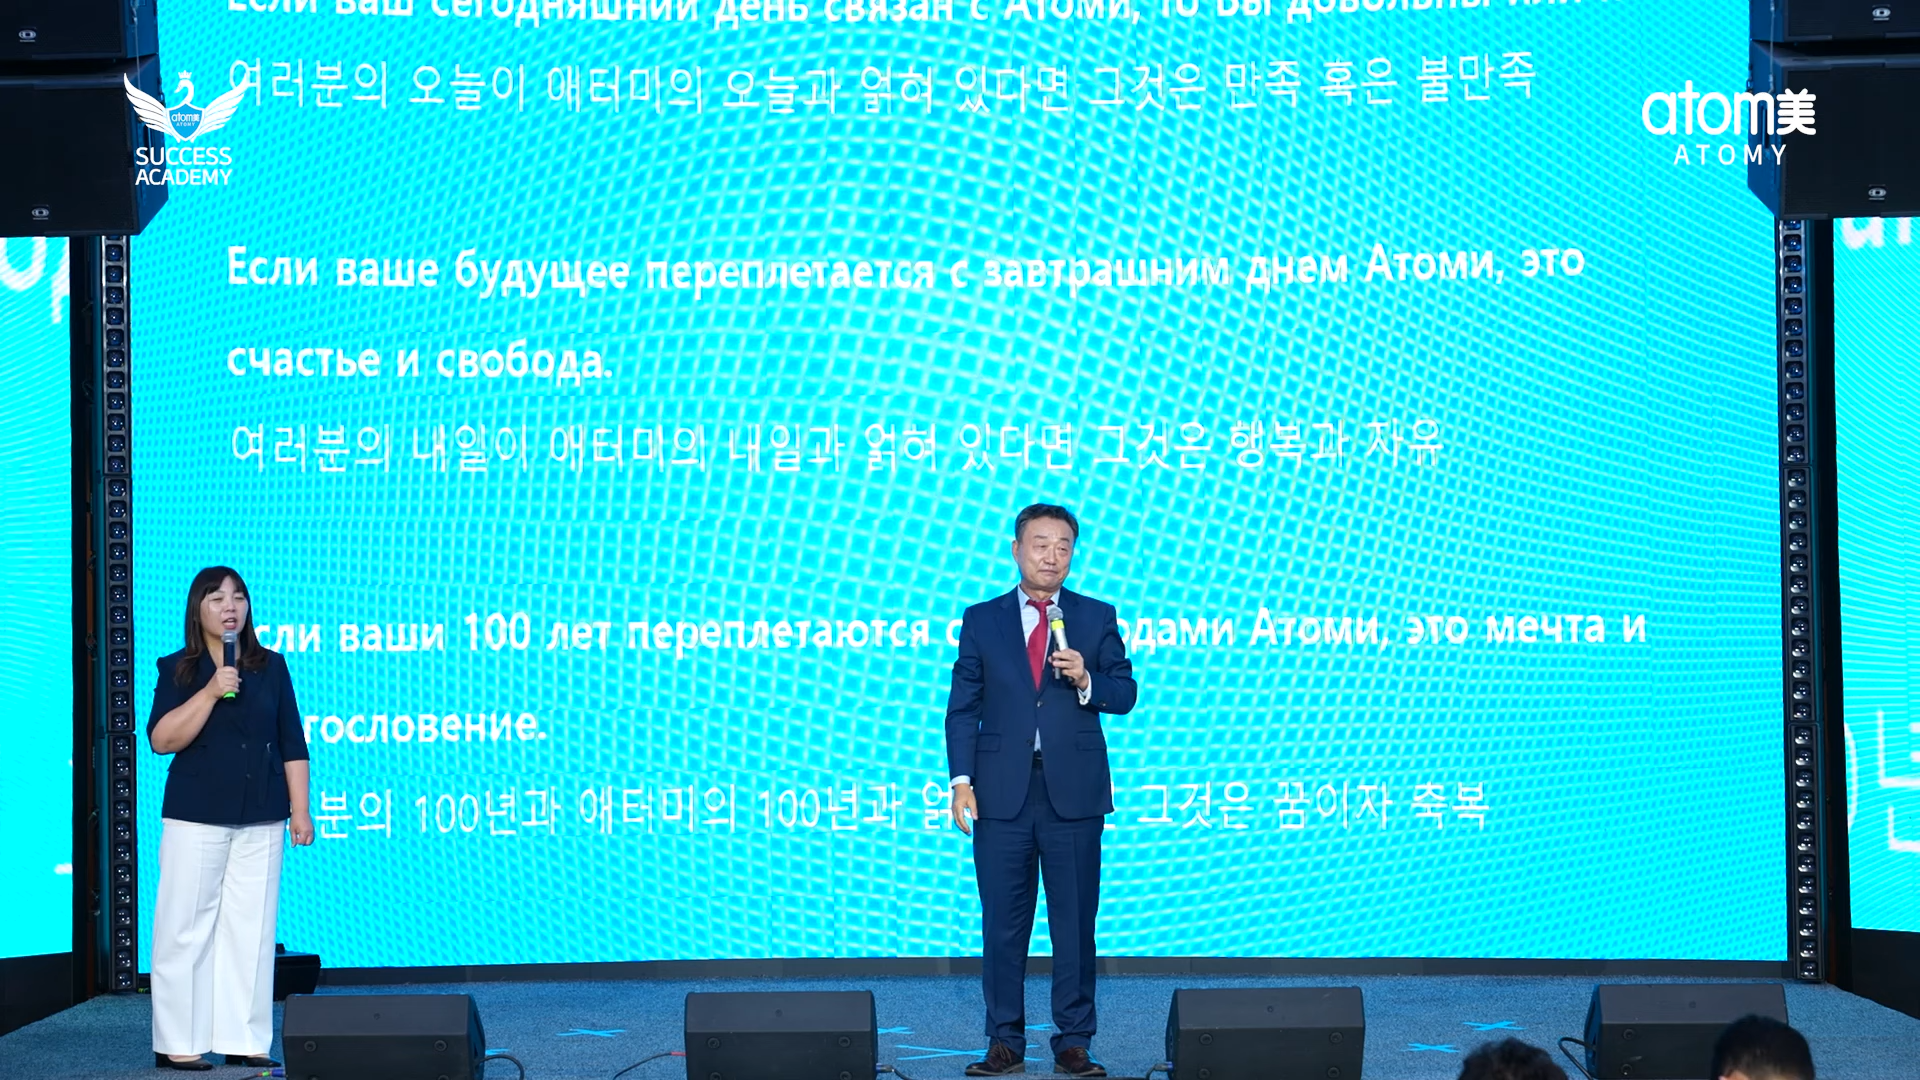 Если ваш сегодняшний день связан с Атоми, то Вы довольны или
여러분의 오늘이 애터미의 오늘과 얽혀 있다면 그것은 만족 혹은 불만족
atom美
ATOMY
SUCCESS
ACADEMY
atom美
ATOMY
Если ваше будущее переплетается с завтрашним днем Атоми, это
счастье и свобода.
여러분의 내일이 애터미의 내일과 얽혀 있다면 그것은 행복과 자유
сли ваши 100 лет переплетаются с одами Атоми, это мечта и
гословение.
분의 100년과 애터미의 100년과 그것은 꿈이자 축복